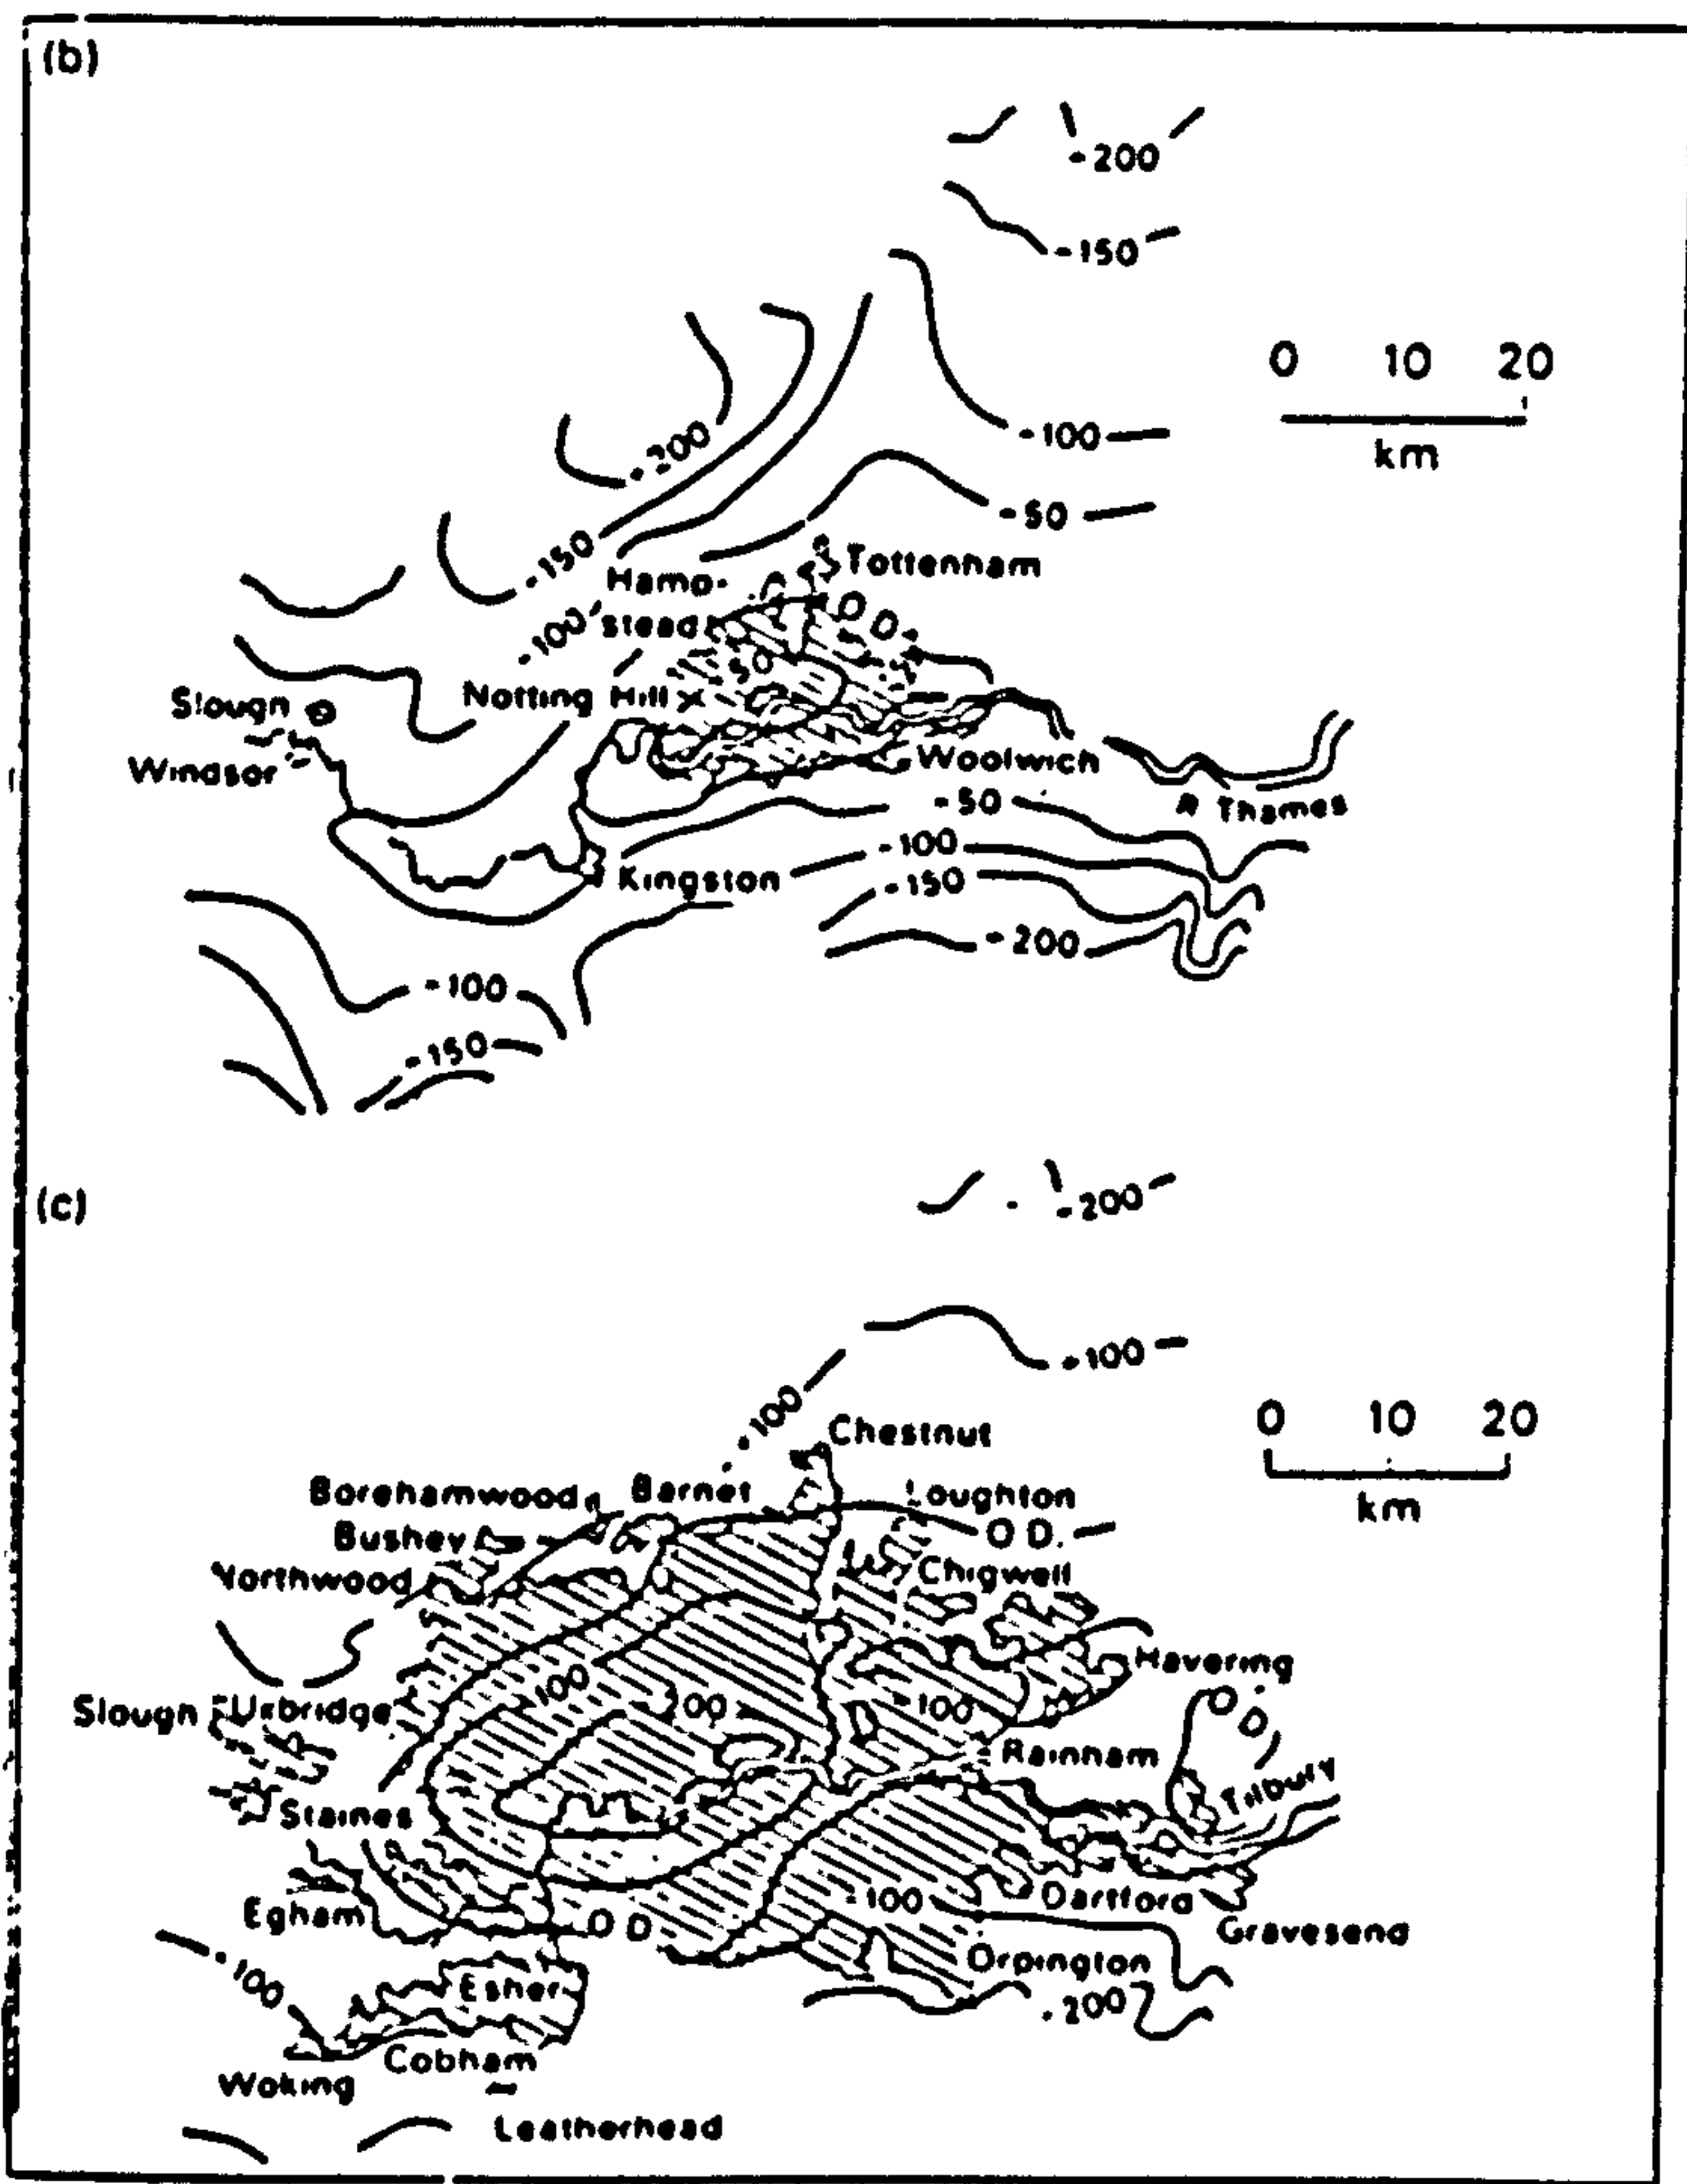 (b)
-200
-150
0 10 20
km
-200
-100
-50
-150
Tottenham
Hamp-
stead
-100
O D
50
Notting Hill x
Slough
Windsor
Woolwich
R Thames
-50
-100
Kingston
-150
-200
-100
-150
(c)
-200
-100
-100
0 10 20
km
Chestnut
Borehamwood
Barnet
Loughton
O D.
Bushey
Northwood
Chigwell
Havering
Slough
Uxbridge
100
-100
O D
Rainham
Tilbury
Staines
Egham
O D
-100
Dartford
Gravesend
-100
Orpington
Esher
-200
Cobham
Woking
Leatherhead